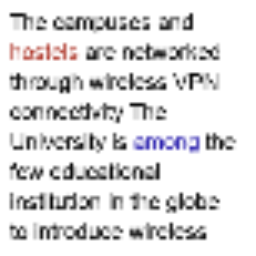 The campuses and
hostels are networked
through wireless VPN
connectivity The
University is among the
few educational
institution in the globe
to introduce wireless